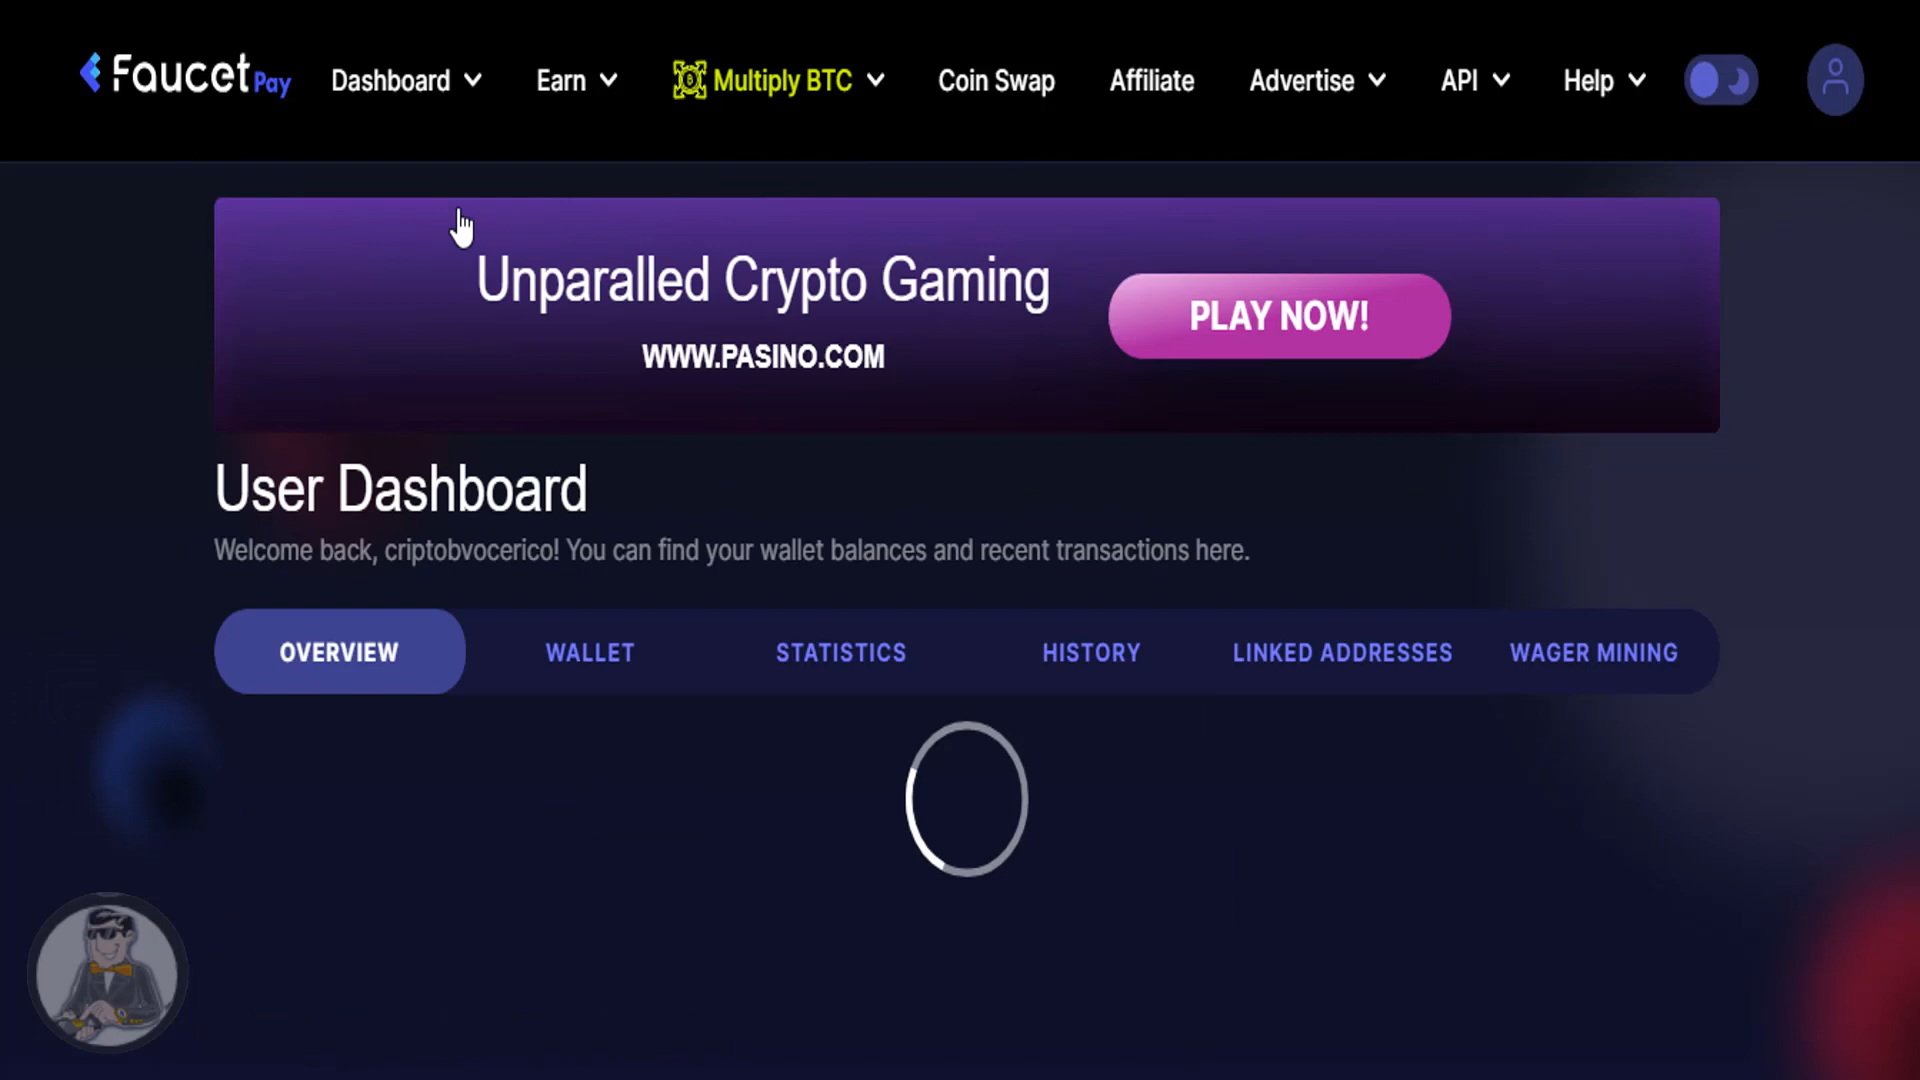 Faucet Pay Dashboard Earn Multiply BTC Coin Swap Affiliate Advertise API Help
Unparalled Crypto Gaming
WWW.PASINO.COM
PLAY NOW!
User Dashboard
Welcome back, criptobvocerico! You can find your wallet balances and recent transactions here.
OVERVIEW WALLET STATISTICS HISTORY LINKED ADDRESSES WAGER MINING